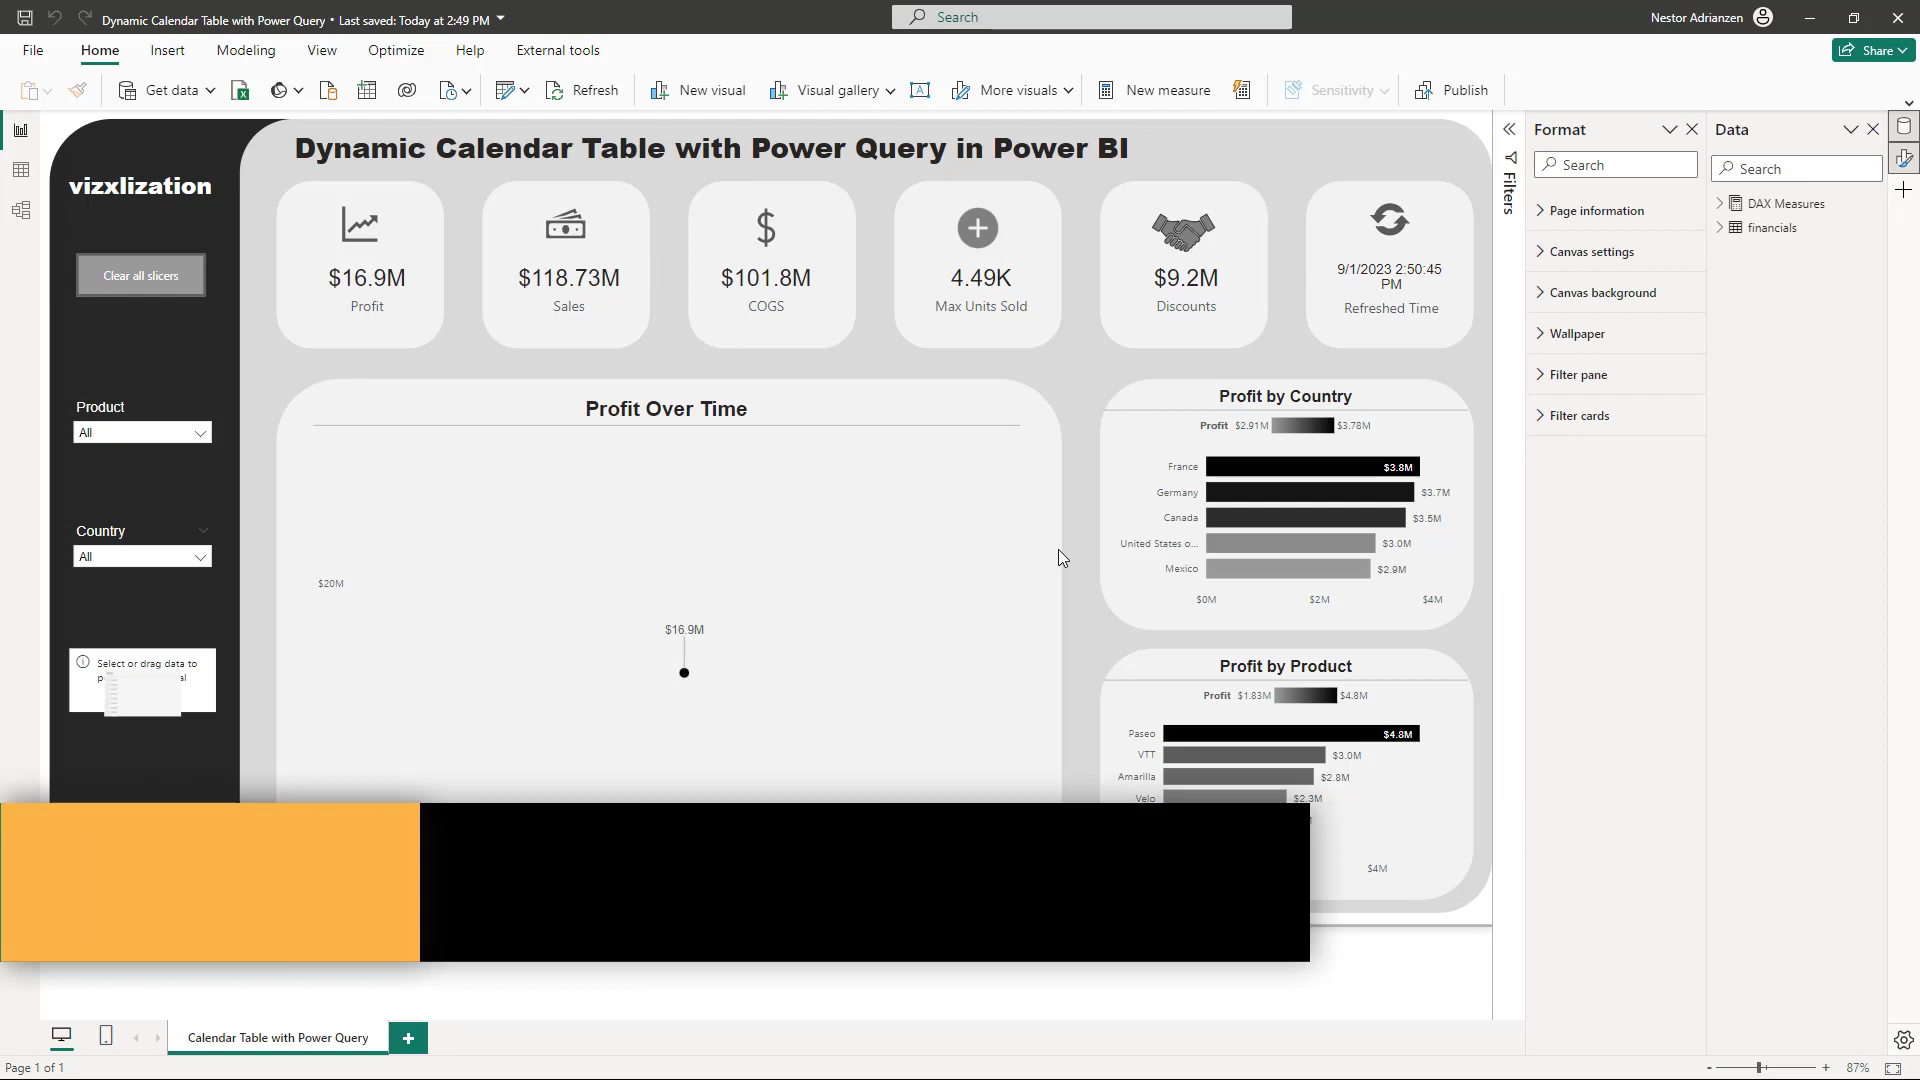 Dynamic Calendar Table with Power Query • Last saved: Today at 2:49 PM
Search
Nestor Adrianzen
File
Home
Insert
Modeling
View
Optimize
Help
External tools
Share
Get data
Refresh
New visual
Visual gallery
More visuals
New measure
Sensitivity
Publish
Dynamic Calendar Table with Power Query in Power BI
vizxlization
Clear all slicers
$16.9M
Profit
$118.73M
Sales
$101.8M
COGS
4.49K
Max Units Sold
$9.2M
Discounts
9/1/2023 2:50:45
PM
Refreshed Time
Product
All
Country
All
Select or drag data to
Profit Over Time
$20M
$16.9M
Profit by Country
Profit $2.91M $3.78M
France $3.8M
Germany $3.7M
Canada $3.5M
United States o... $3.0M
Mexico $2.9M
$0M $2M $4M
Profit by Product
Profit $1.83M $4.8M
Paseo $4.8M
VTT $3.0M
Amarilla $2.8M
Velo $2.3M
$4M
Filters
Format
Search
Page information
Canvas settings
Canvas background
Wallpaper
Filter pane
Filter cards
Data
Search
DAX Measures
financials
Calendar Table with Power Query
Page 1 of 1
87%